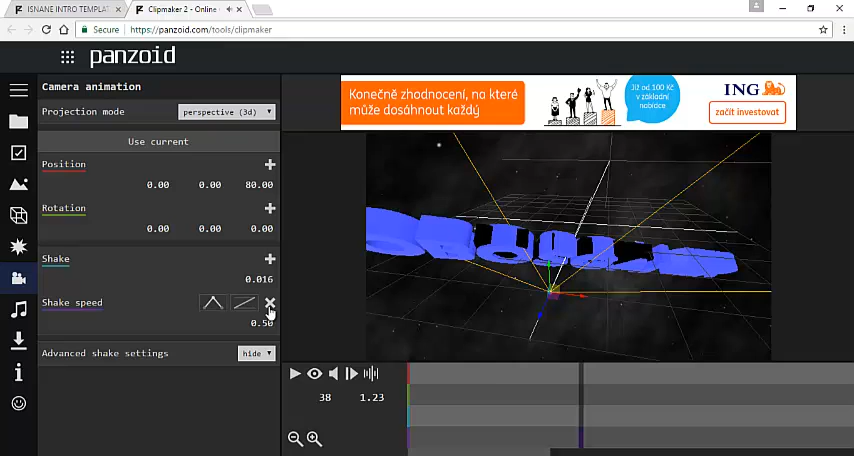 ISNANE INTRO TEMPLAT
Clipmaker 2 - Online
Secure
https://panzoid.com/tools/clipmaker
panzoid
Camera animation
Projection mode
perspective (3d)
Use current
Position
0.00 0.00 80.00
Rotation
0.00 0.00 0.00
Shake
0.016
Shake speed
0.50
Advanced shake settings
hide
Konečně zhodnocení, na které
může dosáhnout každý
Již od 100 Kč
v základní
nabídce
ING
začít investovat
38 1.23